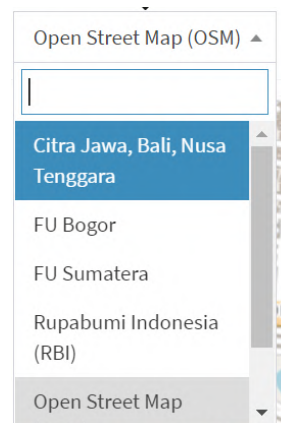 Open Street Map (OSM)
Citra Jawa, Bali, Nusa
Tenggara
FU Bogor
FU Sumatera
Rupabumi Indonesia
(RBI)
Open Street Map